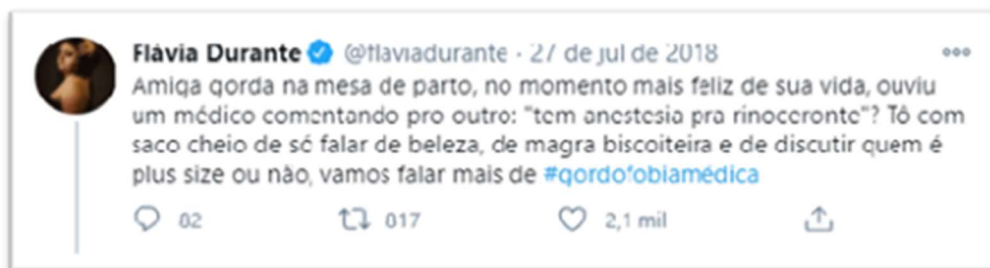 Flávia Durante @flaviadurante · 27 de jul de 2018
Amiga gorda na mesa de parto, no momento mais feliz de sua vida, ouviu
um médico comentando pro outro: "tem anestesia pra rinoceronte"? Tô com
saco cheio de só falar de beleza, de magra biscoiteira e de discutir quem é
plus size ou não, vamos falar mais de #gordofobiamédica
2,1 mil